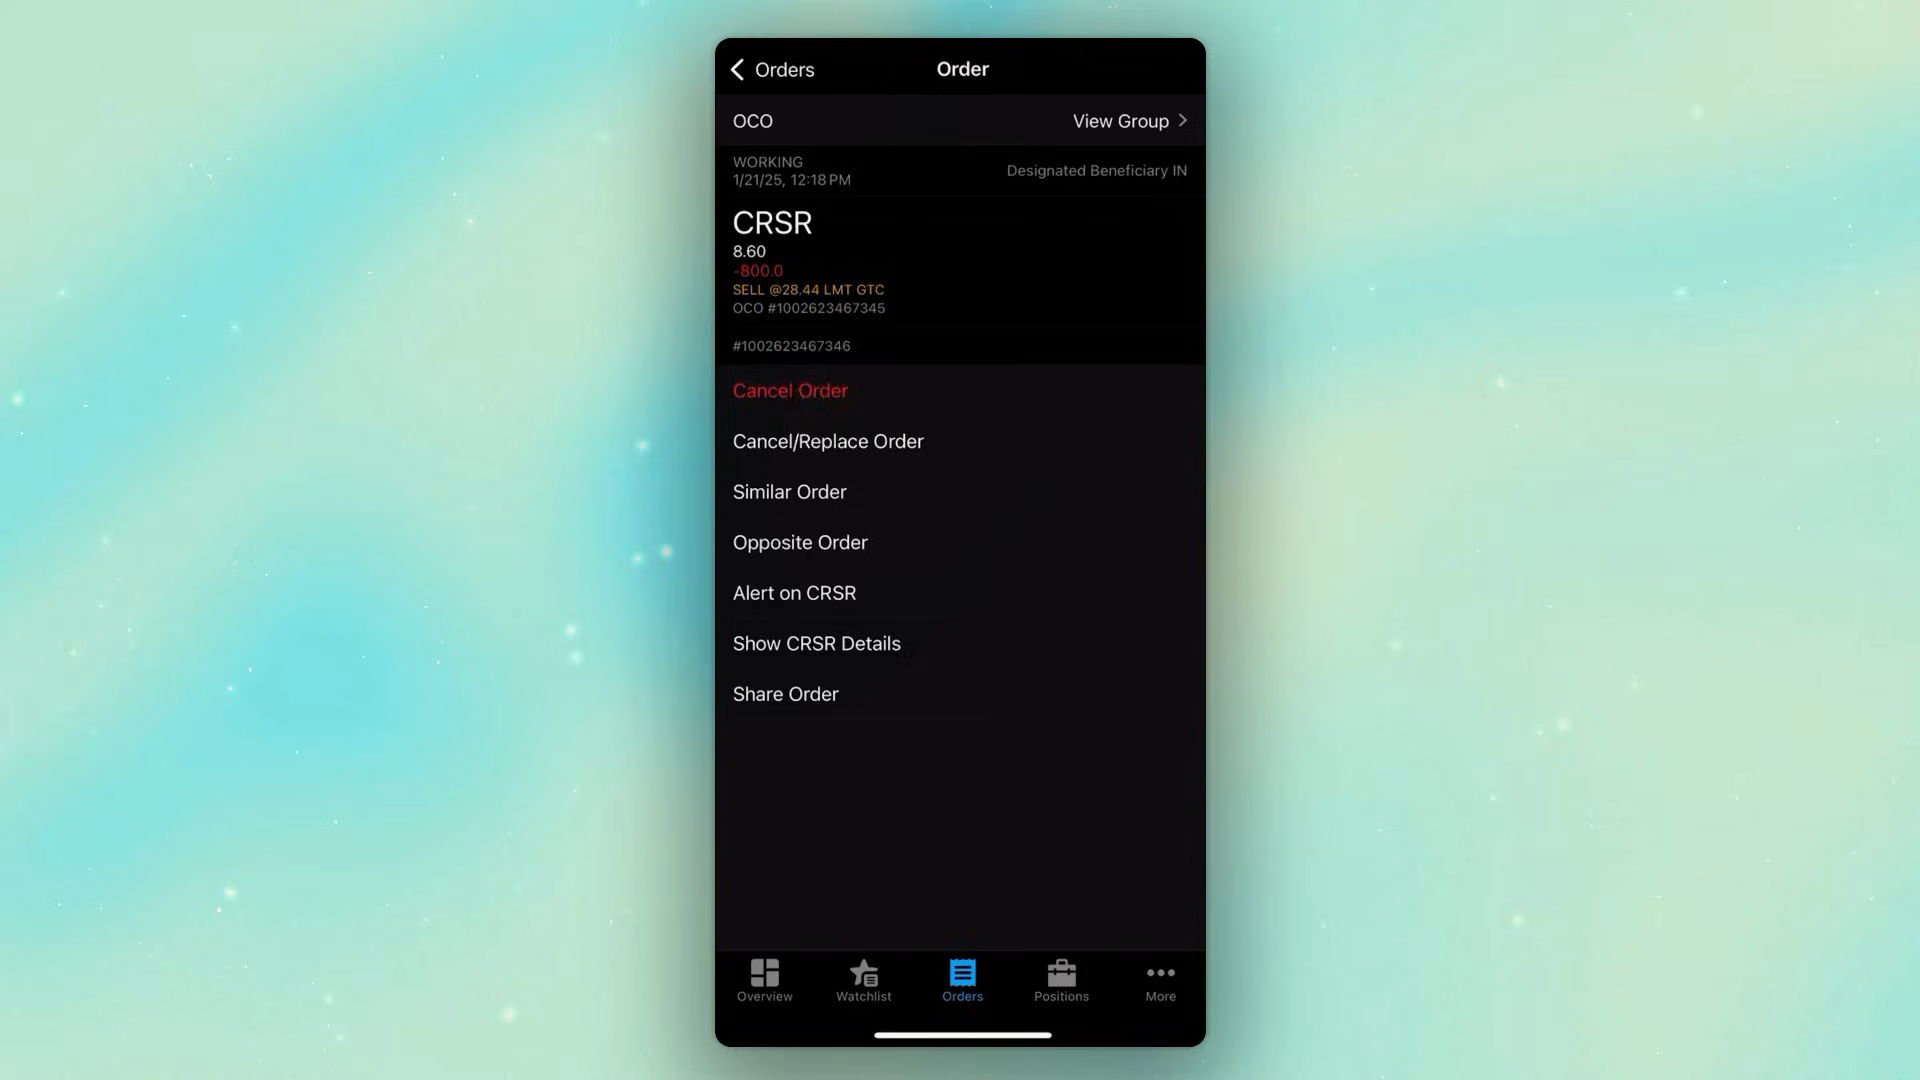 Orders
Order
OCO
View Group
WORKING
1/21/25, 12:18 PM
Designated Beneficiary IN
CRSR
8.60
-800.0
SELL @28.44 LMT GTC
OCO #1002623467345
#1002623467346
Cancel Order
Cancel/Replace Order
Similar Order
Opposite Order
Alert on CRSR
Show CRSR Details
Share Order
Overview
Watchlist
Orders
Positions
More